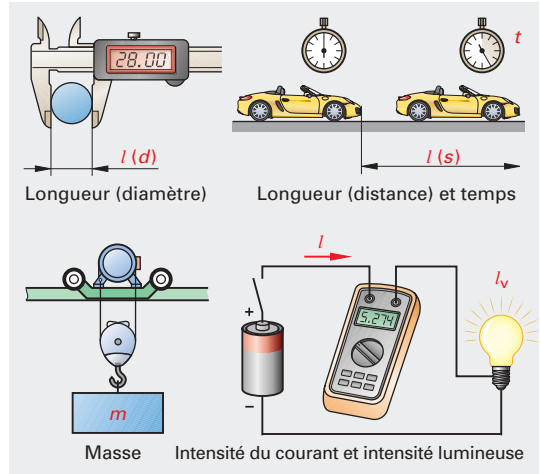 28.00
t
l (d)
l (s)
Longueur (diamètre)
Longueur (distance) et temps
I
+
5.274
Iv
−
m
Masse
Intensité du courant et intensité lumineuse